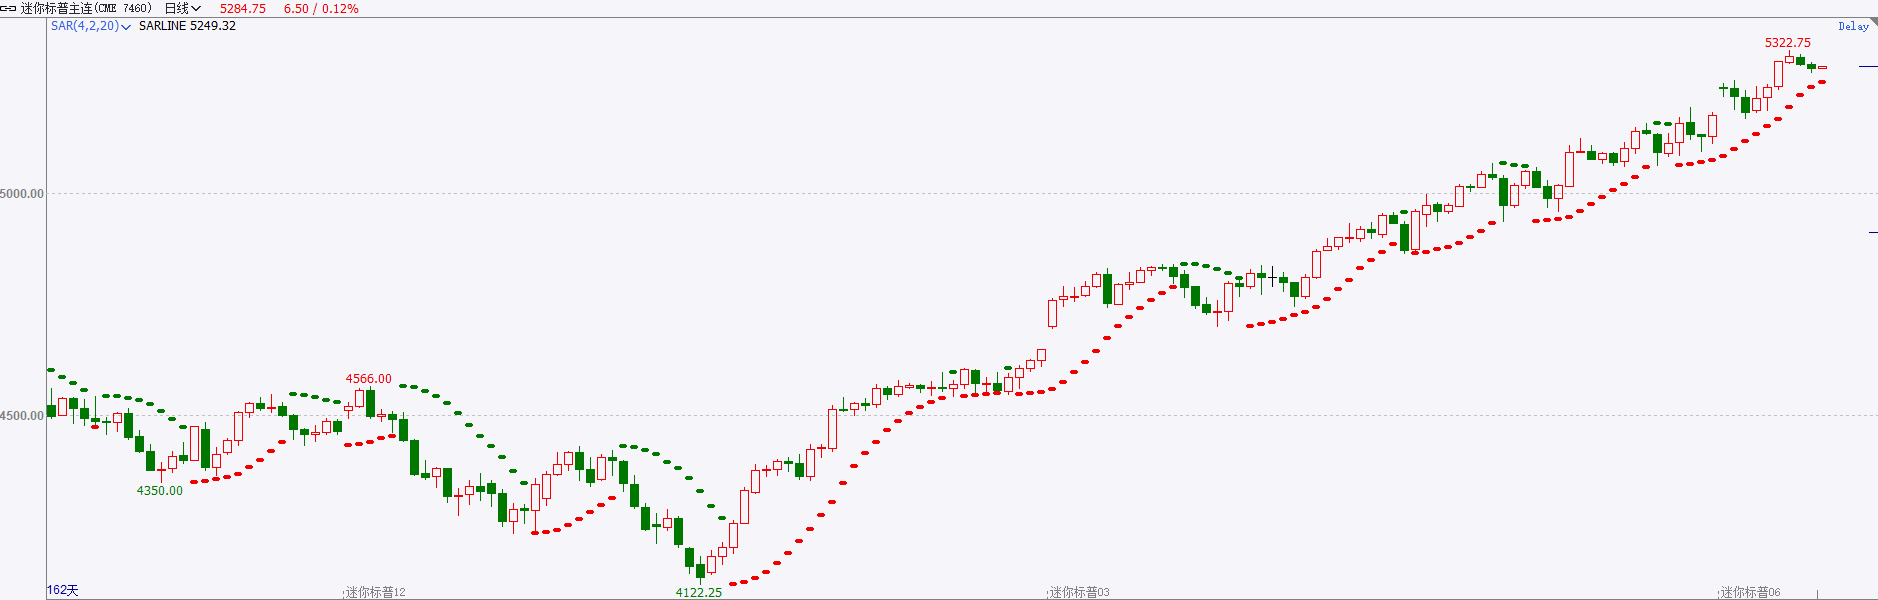 迷你标普主连(CME 7460) 日线 5284.75 6.50 / 0.12%
SAR(4,2,20) SARLINE 5249.32
Delay
5322.75
5000.00
4566.00
4500.00
4350.00
4122.25
162天
迷你标普12
迷你标普03
迷你标普06